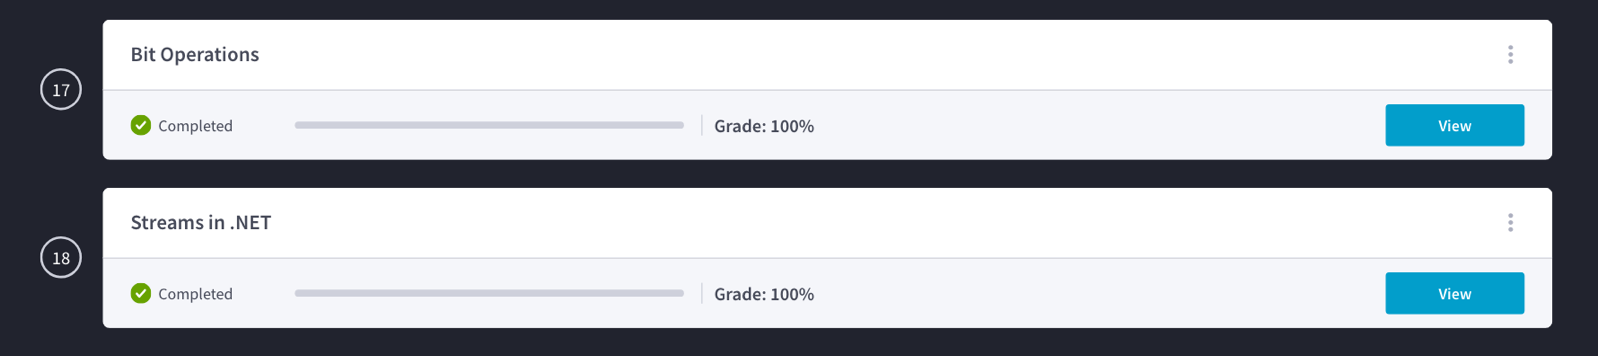 Bit Operations
17
Completed
Grade: 100%
View
Streams in .NET
18
Completed
Grade: 100%
View